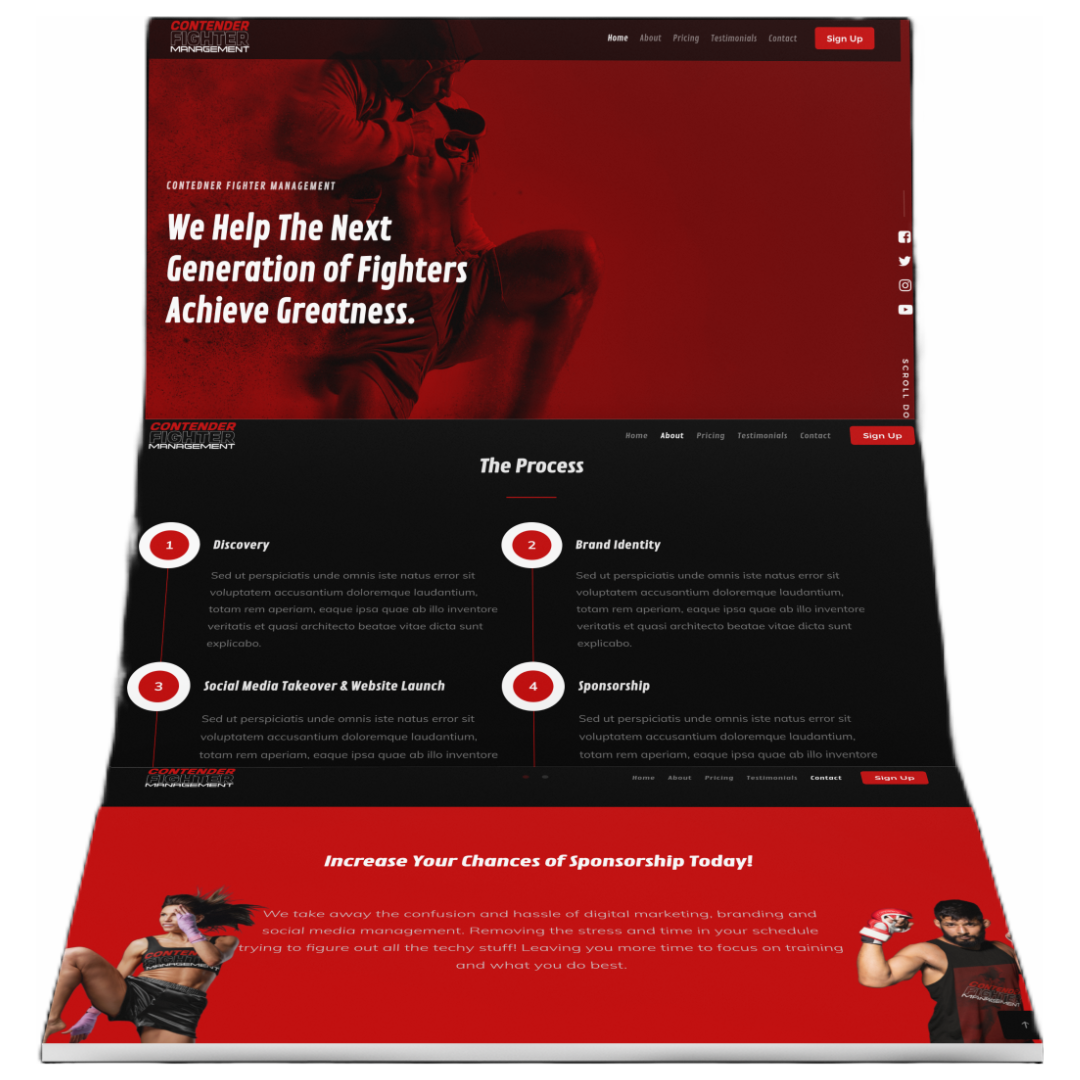 CONTENDER
FIGHTER
MANAGEMENT
Home About Pricing Testimonials Contact Sign Up
CONTEDNER FIGHTER MANAGEMENT
We Help The Next
Generation of Fighters
Achieve Greatness.
SCROLL DO
CONTENDER
FIGHTER
MANAGEMENT
Home About Pricing Testimonials Contact Sign Up
The Process
1 Discovery
Sed ut perspiciatis unde omnis iste natus error sit
voluptatem accusantium doloremque laudantium,
totam rem aperiam, eaque ipsa quae ab illo inventore
veritatis et quasi architecto beatae vitae dicta sunt
explicabo.
2 Brand Identity
Sed ut perspiciatis unde omnis iste natus error sit
voluptatem accusantium doloremque laudantium,
totam rem aperiam, eaque ipsa quae ab illo inventore
veritatis et quasi architecto beatae vitae dicta sunt
explicabo.
3 Social Media Takeover & Website Launch
Sed ut perspiciatis unde omnis iste natus error sit
voluptatem accusantium doloremque laudantium,
totam rem aperiam, eaque ipsa quae ab illo inventore
4 Sponsorship
Sed ut perspiciatis unde omnis iste natus error sit
voluptatem accusantium doloremque laudantium,
totam rem aperiam, eaque ipsa quae ab illo inventore
CONTENDER
FIGHTER
MANAGEMENT
Home About Pricing Testimonials Contact Sign Up
Increase Your Chances of Sponsorship Today!
We take away the confusion and hassle of digital marketing, branding and
social media management. Removing the stress and time in your schedule
trying to figure out all the techy stuff! Leaving you more time to focus on training
and what you do best.
CONTENDER
FIGHTER
MANAGEMENT
CONTENDER
FIGHTER
MANAGEMENT